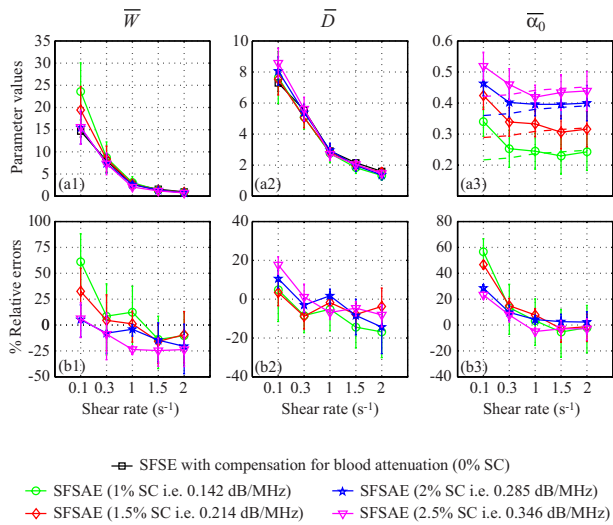 W̅ D̅ α̅₀
Parameter values
35
30
25
20
15
10
5
0
(a1)
10
8
6
4
2
0
(a2)
0.6
0.5
0.4
0.3
0.2
(a3)
% Relative errors
100
75
50
25
0
-25
-50
(b1)
0.1 0.3 1 1.5 2
Shear rate (s⁻¹)
40
20
0
-20
-40
(b2)
0.1 0.3 1 1.5 2
Shear rate (s⁻¹)
80
60
40
20
0
-20
-40
(b3)
0.1 0.3 1 1.5 2
Shear rate (s⁻¹)
SFSE with compensation for blood attenuation (0% SC)
SFSAE (1% SC i.e. 0.142 dB/MHz) SFSAE (2% SC i.e. 0.285 dB/MHz)
SFSAE (1.5% SC i.e. 0.214 dB/MHz) SFSAE (2.5% SC i.e. 0.346 dB/MHz)